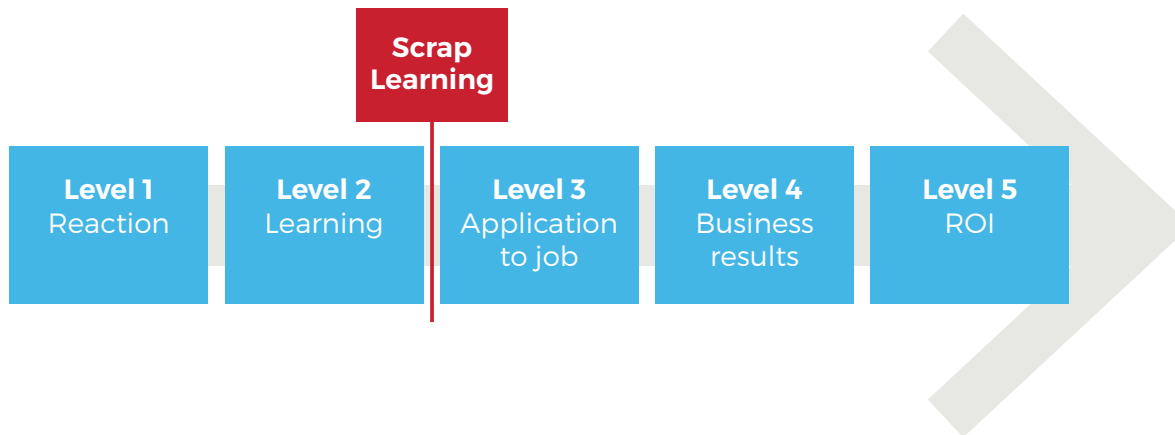 Scrap
Learning
Level 1
Reaction
Level 2
Learning
Level 3
Application
to job
Level 4
Business
results
Level 5
ROI